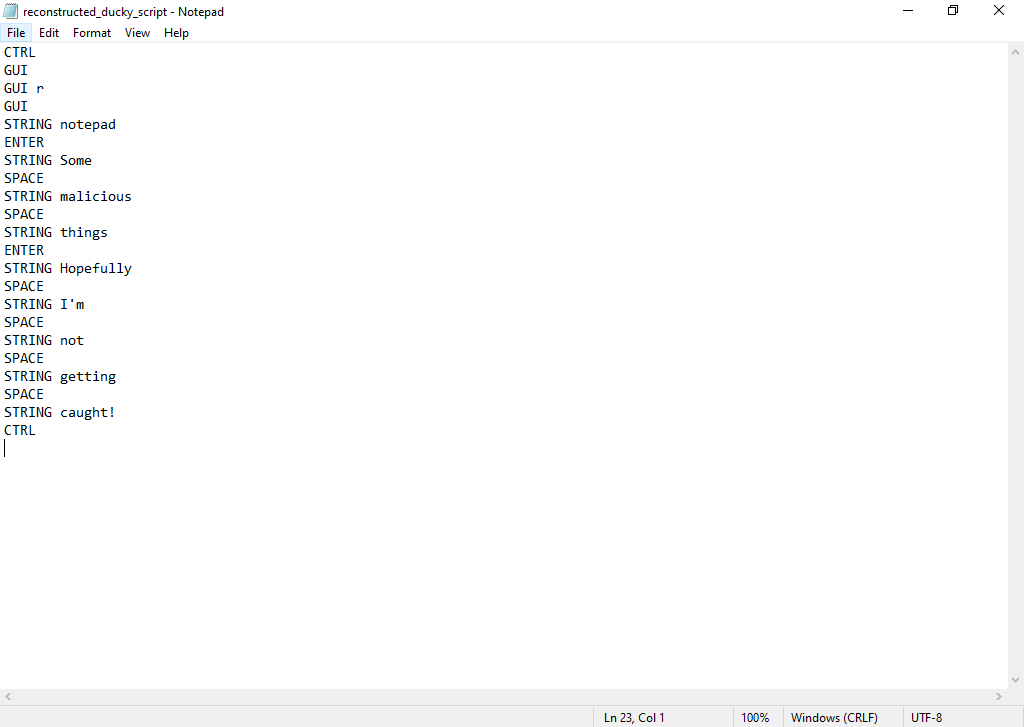 reconstructed_ducky_script - Notepad
File Edit Format View Help
CTRL
GUI
GUI r
GUI
STRING notepad
ENTER
STRING Some
SPACE
STRING malicious
SPACE
STRING things
ENTER
STRING Hopefully
SPACE
STRING I'm
SPACE
STRING not
SPACE
STRING getting
SPACE
STRING caught!
CTRL
Ln 23, Col 1 100% Windows (CRLF) UTF-8